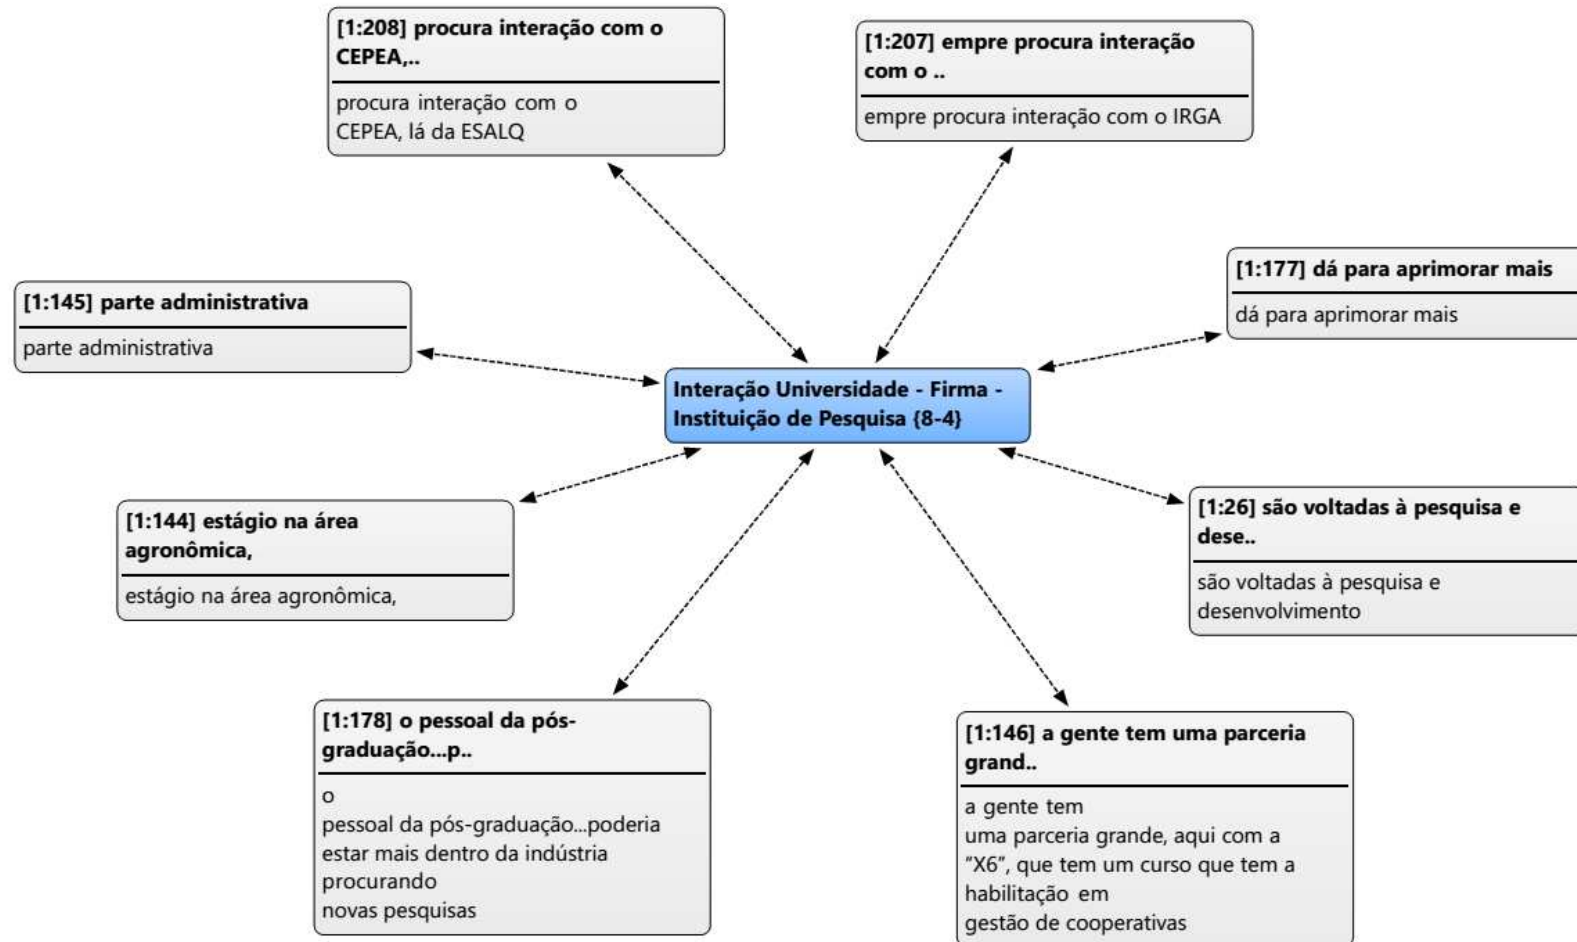 [1:208] procura interação com o
CEPEA,..
procura interação com o
CEPEA, lá da ESALQ
[1:207] empre procura interação
com o ..
empre procura interação com o IRGA
[1:177] dá para aprimorar mais
dá para aprimorar mais
[1:145] parte administrativa
parte administrativa
Interação Universidade - Firma -
Instituição de Pesquisa {8-4}
[1:144] estágio na área
agronômica,
estágio na área agronômica,
[1:26] são voltadas à pesquisa e
dese..
são voltadas à pesquisa e
desenvolvimento
[1:178] o pessoal da pós-
graduação...p..
o
pessoal da pós-graduação...poderia
estar mais dentro da indústria
procurando
novas pesquisas
[1:146] a gente tem uma parceria
grand..
a gente tem
uma parceria grande, aqui com a
"X6", que tem um curso que tem a
habilitação em
gestão de cooperativas